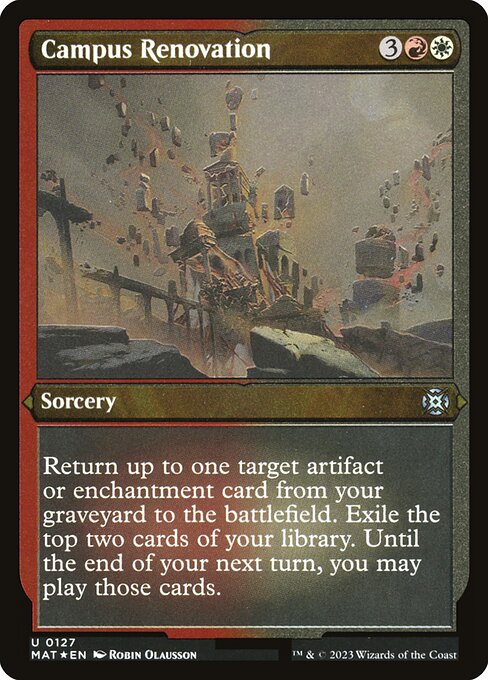 Campus Renovation 3
Sorcery
Return up to one target artifact
or enchantment card from your
graveyard to the battlefield. Exile the
top two cards of your library. Until
the end of your next turn, you may
play those cards.
U 0127
MAT★EN Robin Olausson ™ & © 2023 Wizards of the Coast